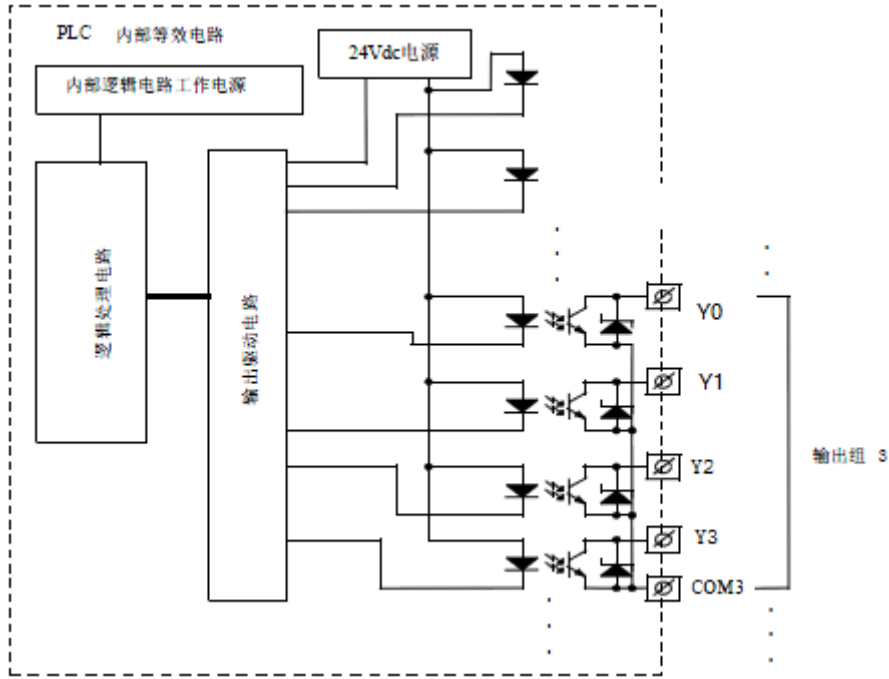 PLC 内部等效电路
24Vdc电源
内部逻辑电路工作电源
逻辑处理电路
输出驱动电路
Y0
Y1
Y2
Y3
COM3
输出组 3